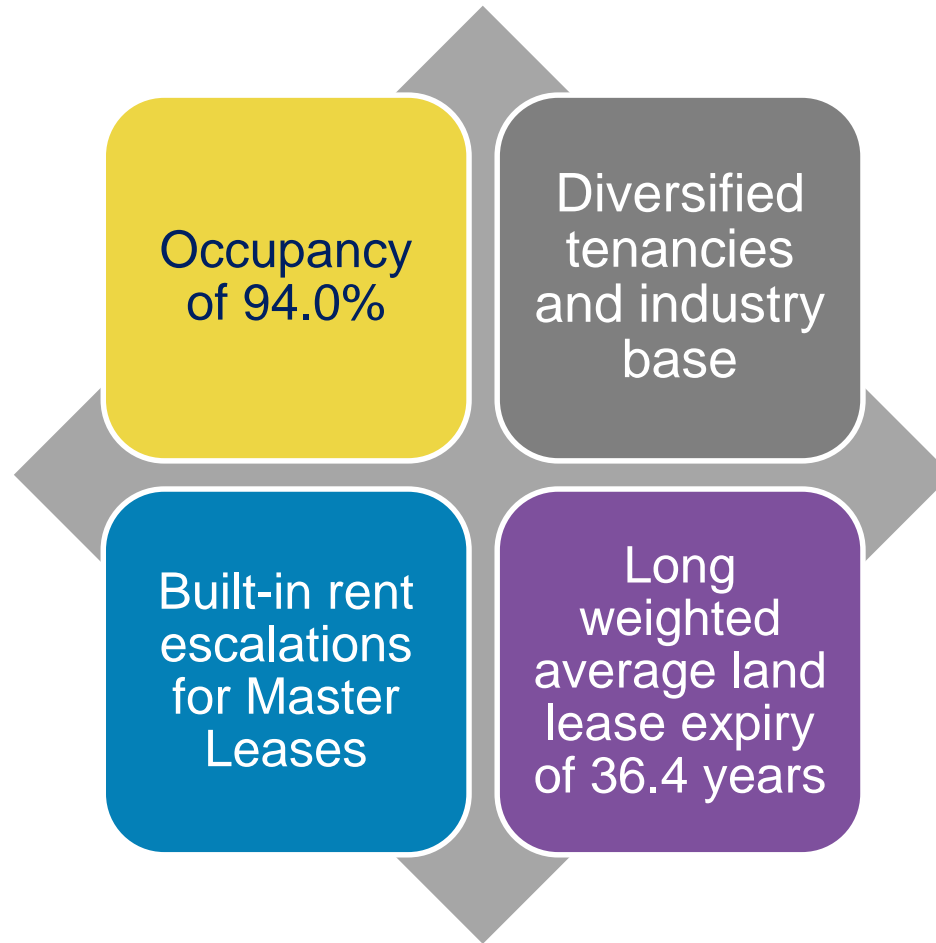 Occupancy
of 94.0%
Diversified
tenancies
and industry
base
Built-in rent
escalations
for Master
Leases
Long
weighted
average land
lease expiry
of 36.4 years